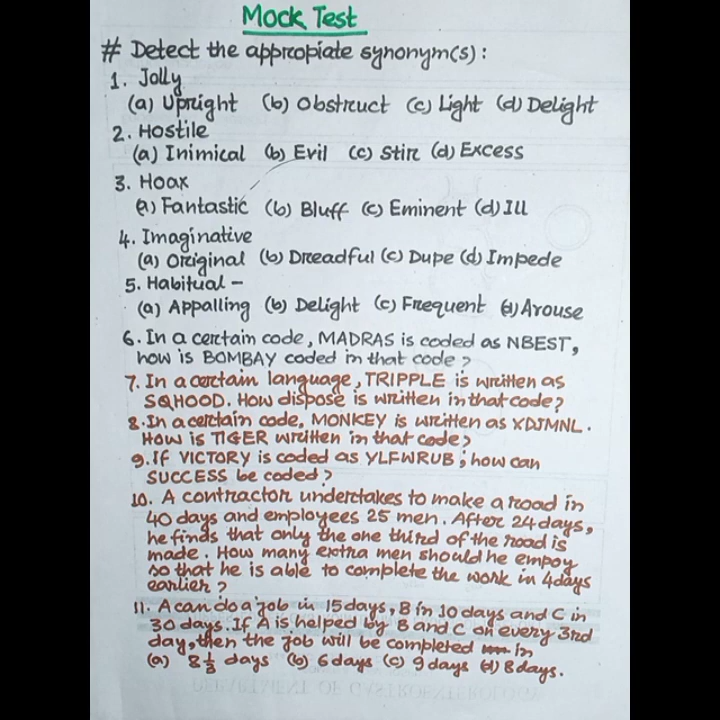 Mock Test
# Detect the appropiate synonym(s) :
1. Jolly
(a) Upright (b) Obstruct (c) Light (d) Delight
2. Hostile
(a) Inimical (b) Evil (c) Stir (d) Excess
3. Hoax
(a) Fantastic (b) Bluff (c) Eminent (d) Ill
4. Imaginative
(a) Original (b) Dreadful (c) Dupe (d) Impede
5. Habitual -
(a) Appalling (b) Delight (c) Frequent (d) Arouse
6. In a certain code, MADRAS is coded as NBEST,
how is BOMBAY coded in that code?
7. In a certain language, TRIPPLE is written as
SQHOOD. How dispose is written in that code?
8. In a certain code, MONKEY is written as XDJMNL.
How is TIGER written in that code?
9. If VICTORY is coded as YLFWRUB; how can
SUCCESS be coded?
10. A contractor undertakes to make a road in
40 days and employees 25 men. After 24 days,
he finds that only the one third of the road is
made. How many extra men should he empoy
so that he is able to complete the work in 4 days
earlier?
11. A can do a job in 15 days, B in 10 days and C in
30 days. If A is helped by B and C on every 3rd
day, then the job will be completed in
(a) 8 1/3 days (b) 6 days (c) 9 days (d) 8 days.